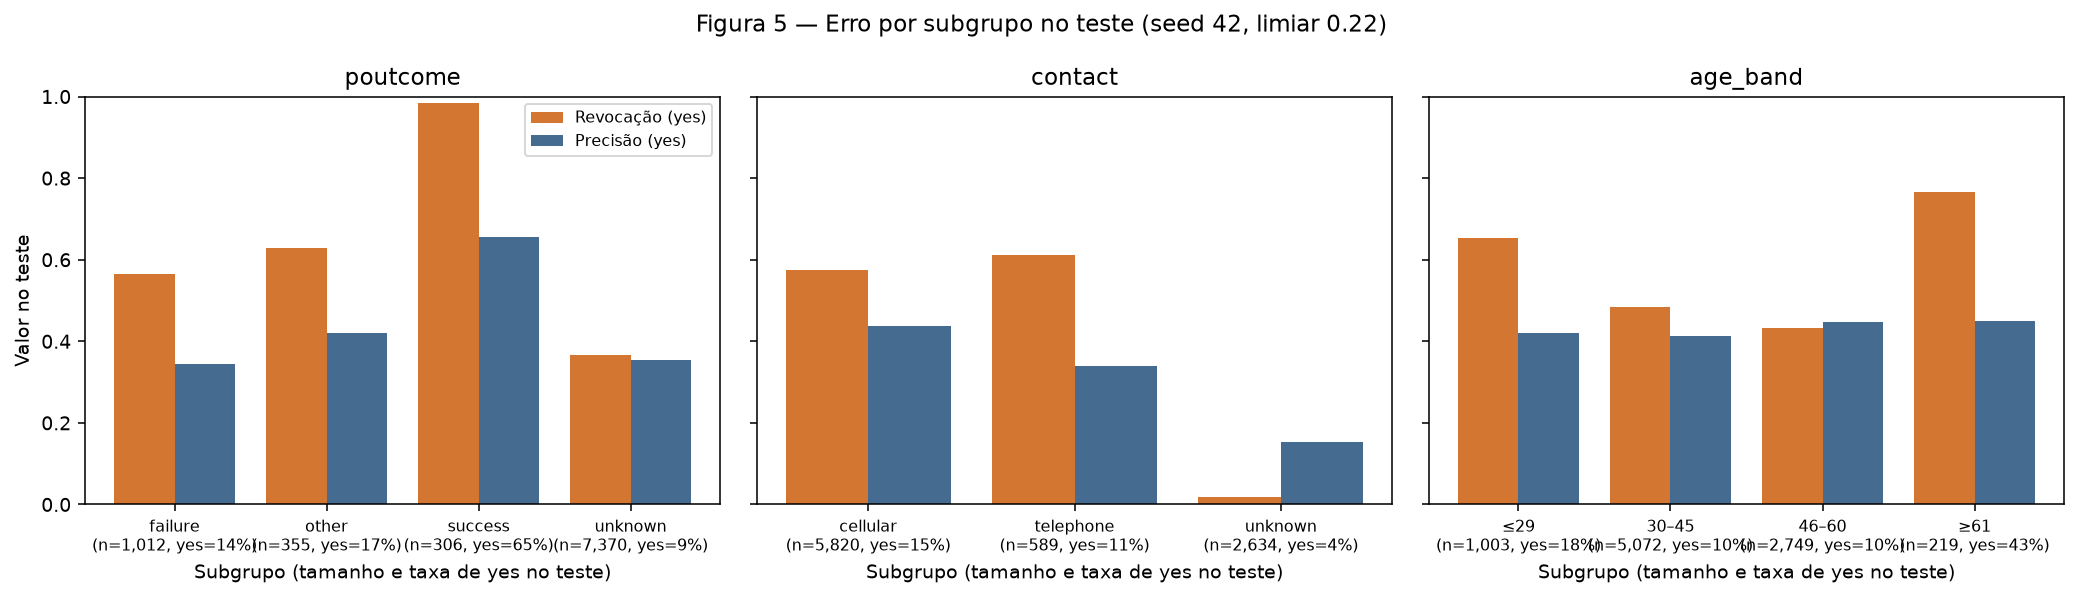 Figura 5 — Erro por subgrupo no teste (seed 42, limiar 0.22)
poutcome
contact
age_band
Revocação (yes)
Precisão (yes)
Valor no teste
1.0
0.8
0.6
0.4
0.2
0.0
failure
(n=1,012, yes=14%)
other
(n=355, yes=17%)
success
(n=306, yes=65%)
unknown
(n=7,370, yes=9%)
Subgrupo (tamanho e taxa de yes no teste)
cellular
(n=5,820, yes=15%)
telephone
(n=589, yes=11%)
unknown
(n=2,634, yes=4%)
Subgrupo (tamanho e taxa de yes no teste)
≤29
(n=1,003, yes=18%)
30–45
(n=5,072, yes=10%)
46–60
(n=2,749, yes=10%)
≥61
(n=219, yes=43%)
Subgrupo (tamanho e taxa de yes no teste)